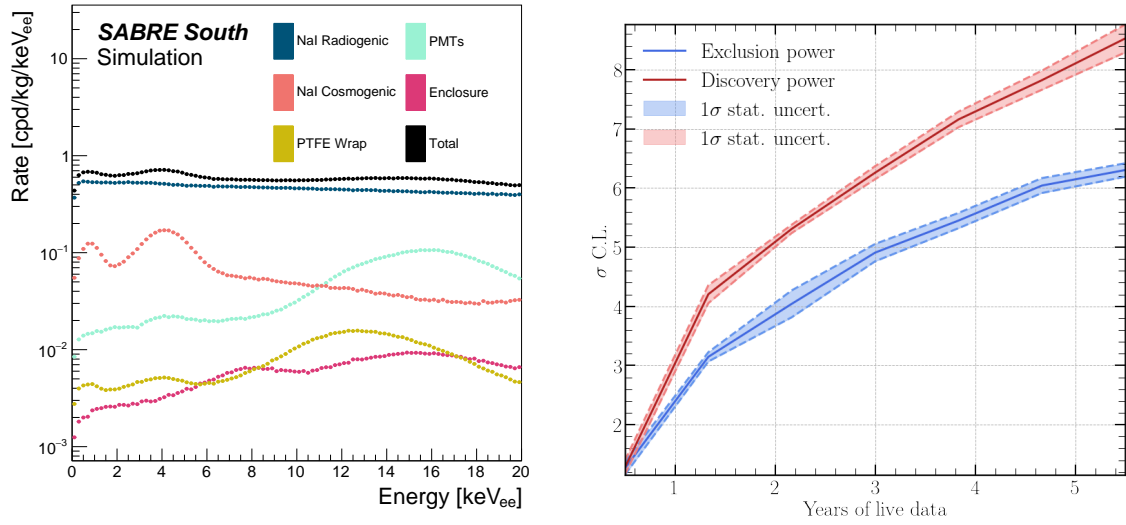 SABRE South
Simulation
NaI Radiogenic
PMTs
NaI Cosmogenic
Enclosure
PTFE Wrap
Total
Rate [cpd/kg/keV_ee]
10
1
10⁻¹
10⁻²
10⁻³
0 2 4 6 8 10 12 14 16 18 20
Energy [keV_ee]
Exclusion power
Discovery power
1σ stat. uncert.
1σ stat. uncert.
σ C.L.
8
7
6
5
4
3
2
1
1 2 3 4 5
Years of live data